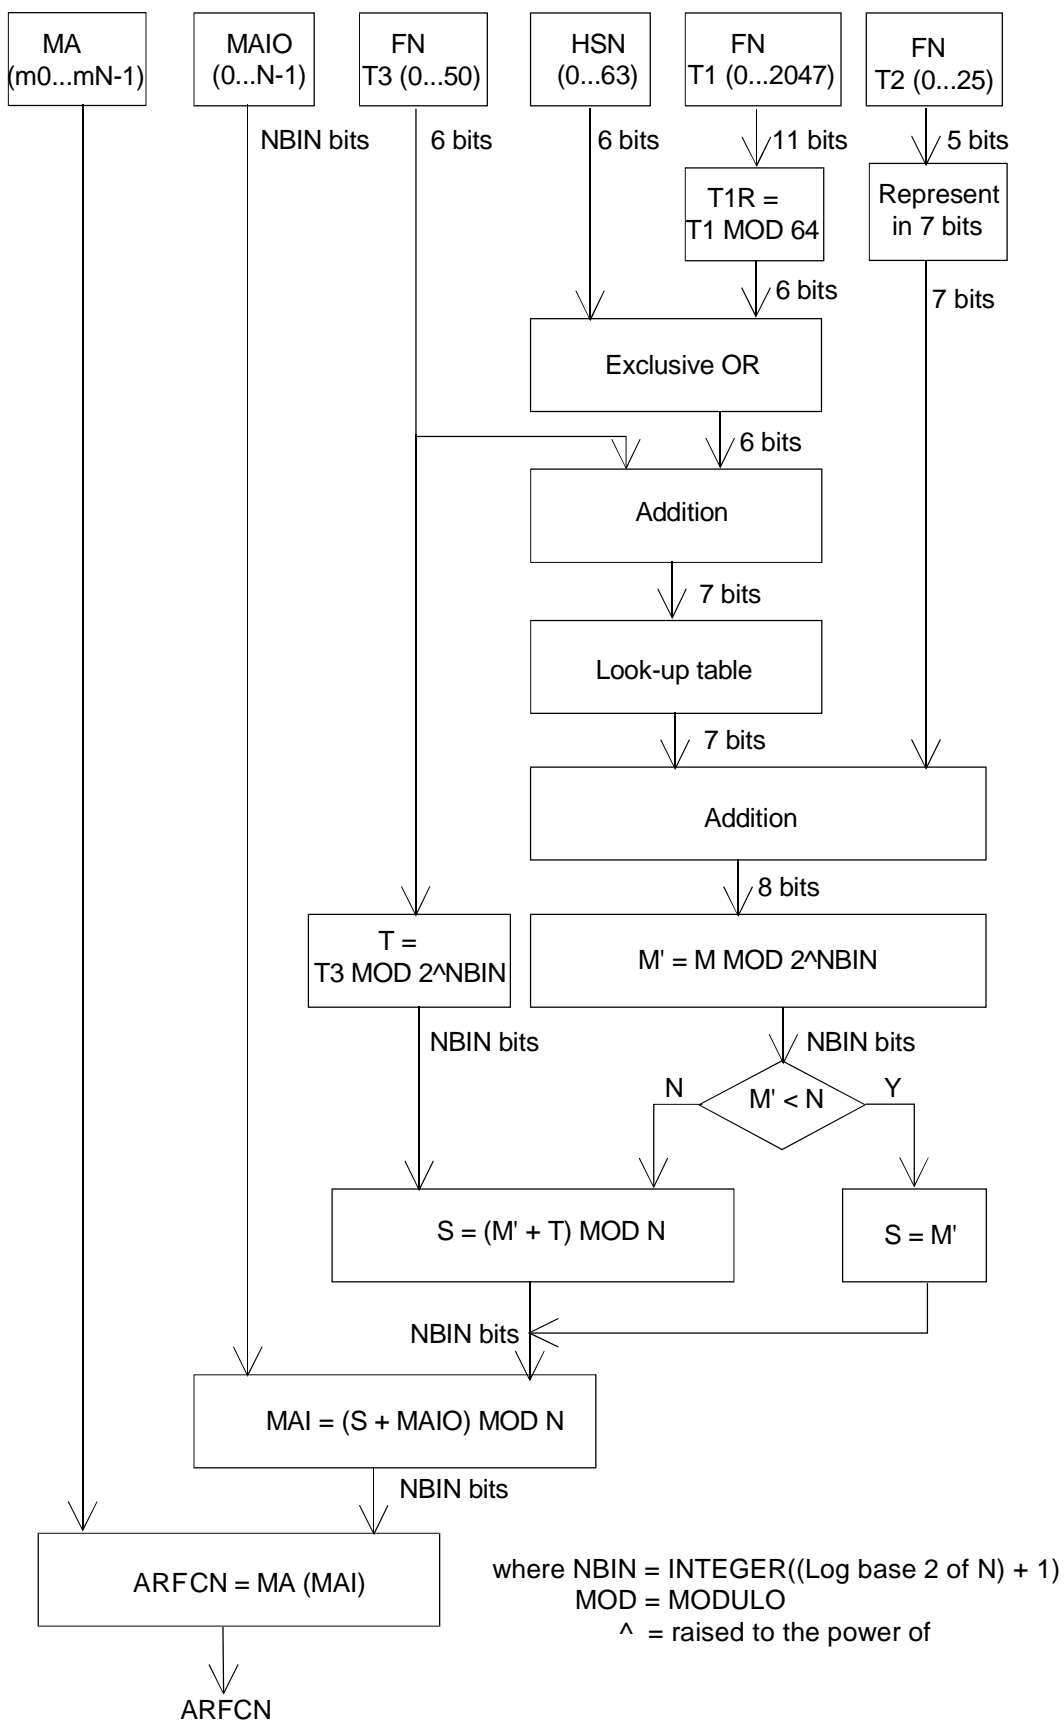 MA
(m0...mN-1)
MAIO
(0...N-1)
FN
T3 (0...50)
HSN
(0...63)
FN
T1 (0...2047)
FN
T2 (0...25)
NBIN bits
6 bits
6 bits
11 bits
5 bits
T1R =
T1 MOD 64
Represent
in 7 bits
6 bits
7 bits
Exclusive OR
6 bits
Addition
7 bits
Look-up table
7 bits
Addition
8 bits
T =
T3 MOD 2^NBIN
M' = M MOD 2^NBIN
NBIN bits
NBIN bits
N
M' < N
Y
S = (M' + T) MOD N
S = M'
NBIN bits
MAI = (S + MAIO) MOD N
NBIN bits
ARFCN = MA (MAI)
where NBIN = INTEGER((Log base 2 of N) + 1)
MOD = MODULO
^ = raised to the power of
ARFCN